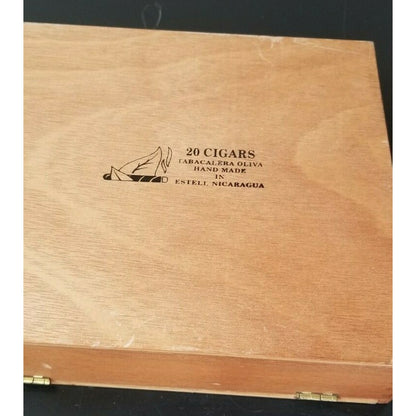 20 CIGARS
TABACALERA OLIVA
HAND MADE
IN
ESTELI, NICARAGUA